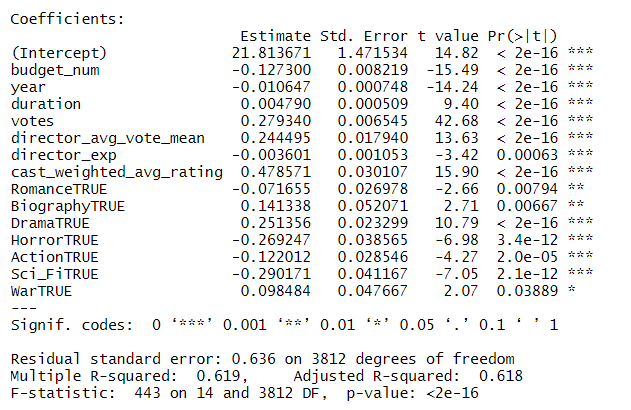 Coefficients:
                           Estimate Std. Error t value Pr(>|t|)
(Intercept)               21.813671   1.471534   14.82  < 2e-16 ***
budget_num                -0.127300   0.008219  -15.49  < 2e-16 ***
year                      -0.010647   0.000748  -14.24  < 2e-16 ***
duration                   0.004790   0.000509    9.40  < 2e-16 ***
votes                      0.279340   0.006545   42.68  < 2e-16 ***
director_avg_vote_mean     0.244495   0.017940   13.63  < 2e-16 ***
director_exp              -0.003601   0.001053   -3.42  0.00063 ***
cast_weighted_avg_rating   0.478571   0.030107   15.90  < 2e-16 ***
RomanceTRUE               -0.071655   0.026978   -2.66  0.00794 **
BiographyTRUE              0.141338   0.052071    2.71  0.00667 **
DramaTRUE                  0.251356   0.023299   10.79  < 2e-16 ***
HorrorTRUE                -0.269247   0.038565   -6.98  3.4e-12 ***
ActionTRUE                -0.122012   0.028546   -4.27  2.0e-05 ***
Sci_FiTRUE                -0.290171   0.041167   -7.05  2.1e-12 ***
WarTRUE                    0.098484   0.047667    2.07  0.03889 *
---
Signif. codes:  0 ‘***’ 0.001 ‘**’ 0.01 ‘*’ 0.05 ‘.’ 0.1 ‘ ’ 1
Residual standard error: 0.636 on 3812 degrees of freedom
Multiple R-squared:  0.619,	Adjusted R-squared:  0.618
F-statistic:  443 on 14 and 3812 DF,  p-value: <2e-16